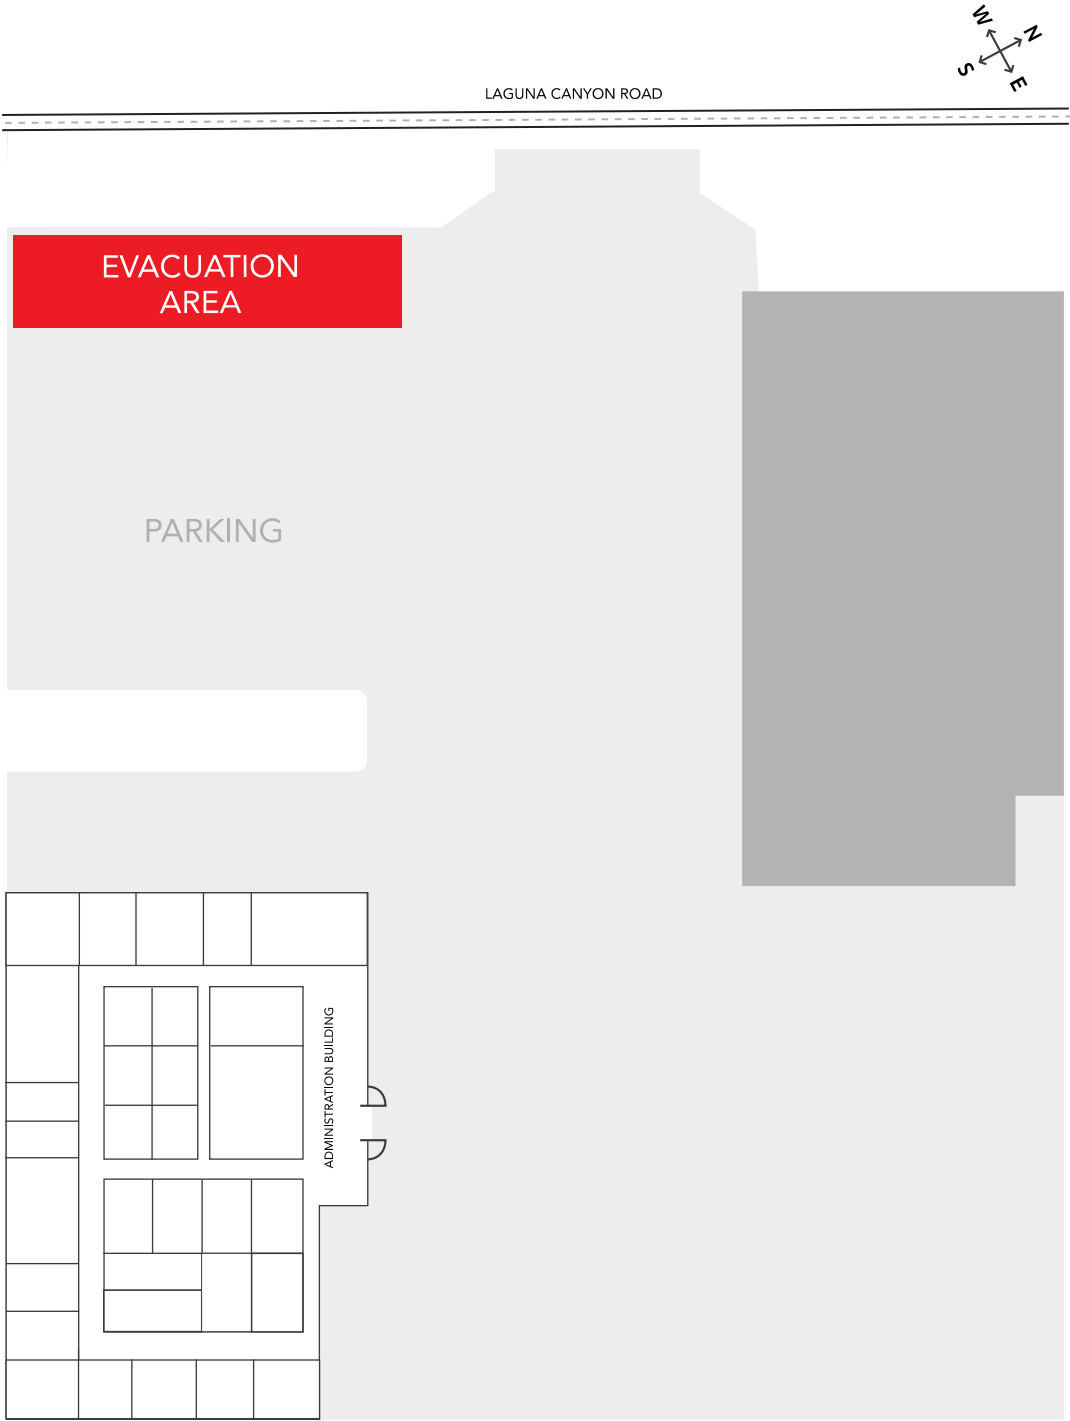 W
N
S
E
LAGUNA CANYON ROAD
EVACUATION
AREA
PARKING
ADMINISTRATION BUILDING